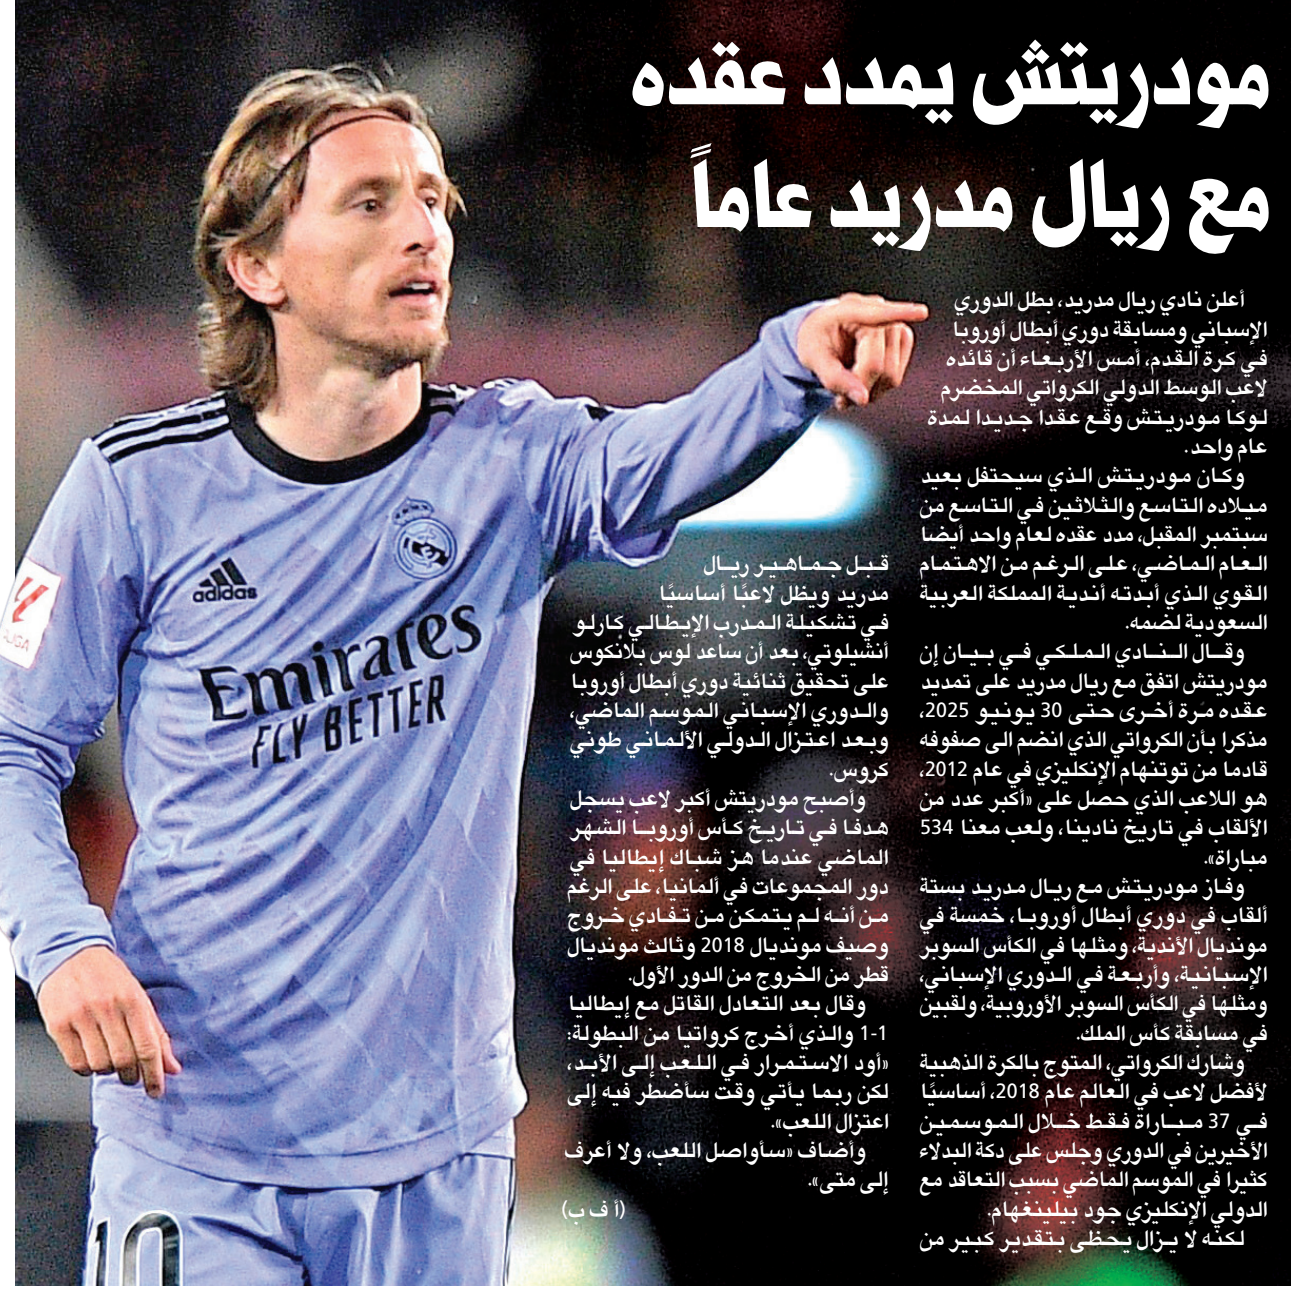 مودريتش يمدد عقده
مع ريال مدريد عاماً
أعلن نادي ريال مدريد، بطل الدوري
الإسباني ومسابقة دوري أبطال أوروبا
في كرة القدم، أمس الأربعاء أن قائده
لاعب الوسط الدولي الكرواتي المخضرم
لوكا مودريتش وقع عقدا جديدا لمدة
عام واحد.
وكان مودريتش الذي سيحتفل بعيد
ميلاده التاسع والثلاثين في التاسع من
سبتمبر المقبل، مدد عقده لعام واحد أيضا
العام الماضي، على الرغم من الاهتمام
القوي الذي أبدته أندية المملكة العربية
السعودية لضمه.
وقال النادي الملكي في بيان إن
مودريتش اتفق مع ريال مدريد على تمديد
عقده مرة أخرى حتى 30 يونيو 2025،
مذكرا بأن الكرواتي الذي انضم الى صفوفه
قادما من توتنهام الإنكليزي في عام 2012،
هو اللاعب الذي حصل على «أكبر عدد من
الألقاب في تاريخ نادينا، ولعب معنا 534
مباراة».
وفاز مودريتش مع ريال مدريد بستة
ألقاب في دوري أبطال أوروبا، خمسة في
مونديال الأندية، ومثلها في الكأس السوبر
الإسبانية، وأربعة في الدوري الإسباني،
ومثلها في الكأس السوبر الأوروبية، ولقبين
في مسابقة كأس الملك.
وشارك الكرواتي، المتوج بالكرة الذهبية
لأفضل لاعب في العالم عام 2018، أساسيًا
في 37 مباراة فقط خلال الموسمين
الأخيرين في الدوري وجلس على دكة البدلاء
كثيرا في الموسم الماضي بسبب التعاقد مع
الدولي الإنكليزي جود بيلينغهام.
لكنه لا يزال يحظى بتقدير كبير من
قبل جماهير ريال
مدريد ويظل لاعبًا أساسيًا
في تشكيلة المدرب الإيطالي كارلو
أنشيلوتي، بعد أن ساعد لوس بلانكوس
على تحقيق ثنائية دوري أبطال أوروبا
والدوري الإسباني الموسم الماضي،
وبعد اعتزال الدولي الألماني طوني
كروس.
وأصبح مودريتش أكبر لاعب يسجل
هدفا في تاريخ كأس أوروبا الشهر
الماضي عندما هز شباك إيطاليا في
دور المجموعات في ألمانيا، على الرغم
من أنه لم يتمكن من تفادي خروج
وصيف مونديال 2018 وثالث مونديال
قطر من الخروج من الدور الأول.
وقال بعد التعادل القاتل مع إيطاليا
1-1 والذي أخرج كرواتيا من البطولة:
«أود الاستمرار في اللعب إلى الأبد،
لكن ربما يأتي وقت سأضطر فيه إلى
اعتزال اللعب».
وأضاف «سأواصل اللعب، ولا أعرف
إلى متى».
(أ ف ب)
adidas
Emirates
FLY BETTER
10